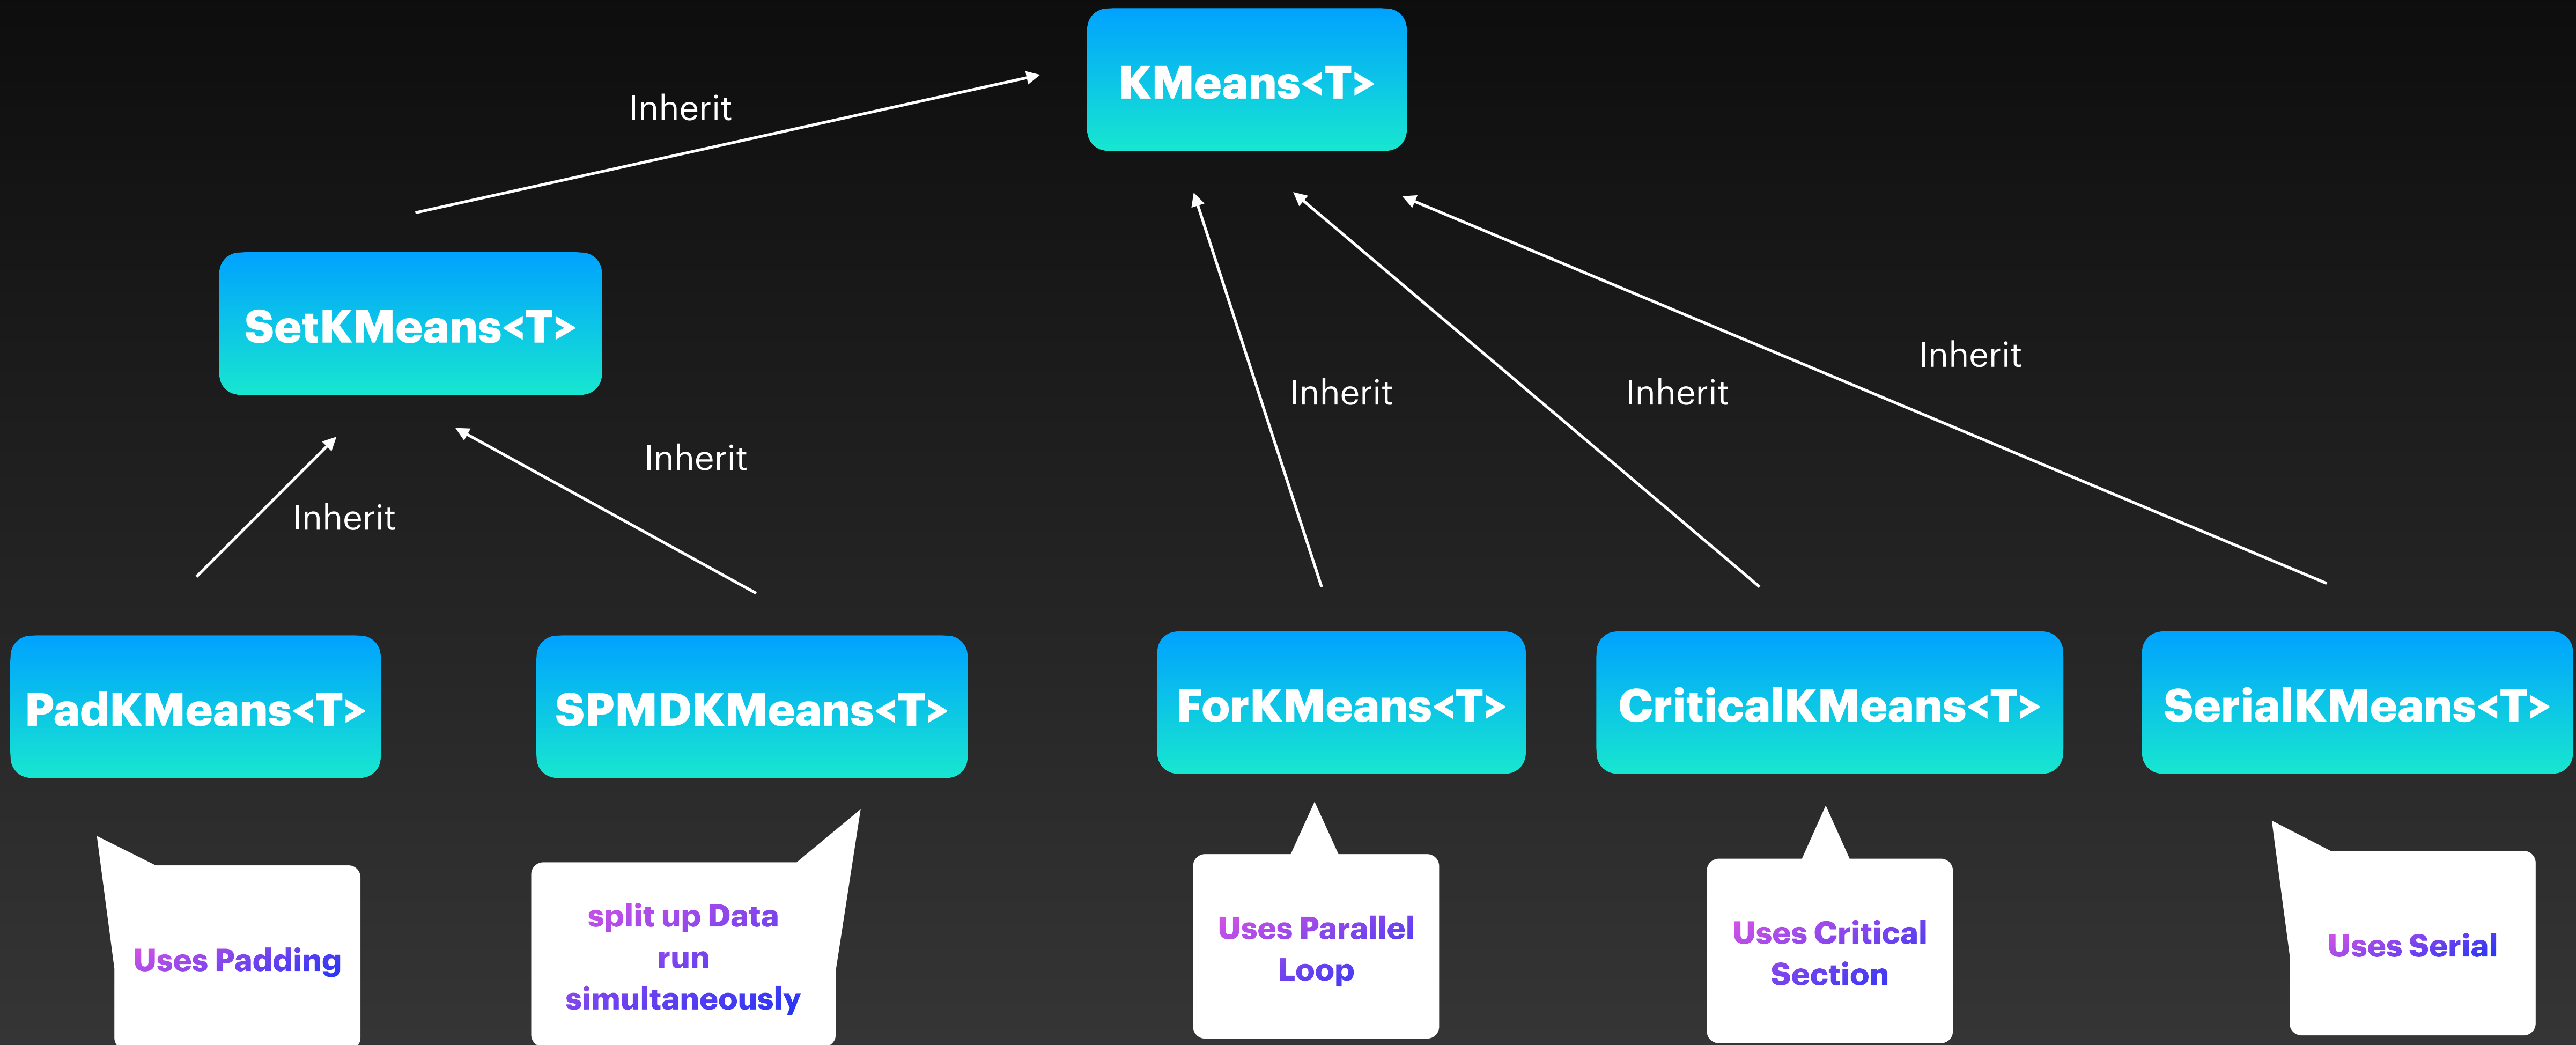 KMeans<T>
Inherit
SetKMeans<T>
Inherit
Inherit
Inherit
Inherit
Inherit
PadKMeans<T>
SPMDKMeans<T>
ForKMeans<T>
CriticalKMeans<T>
SerialKMeans<T>
Uses Padding
split up Data
run
simultaneously
Uses Parallel
Loop
Uses Critical
Section
Uses Serial